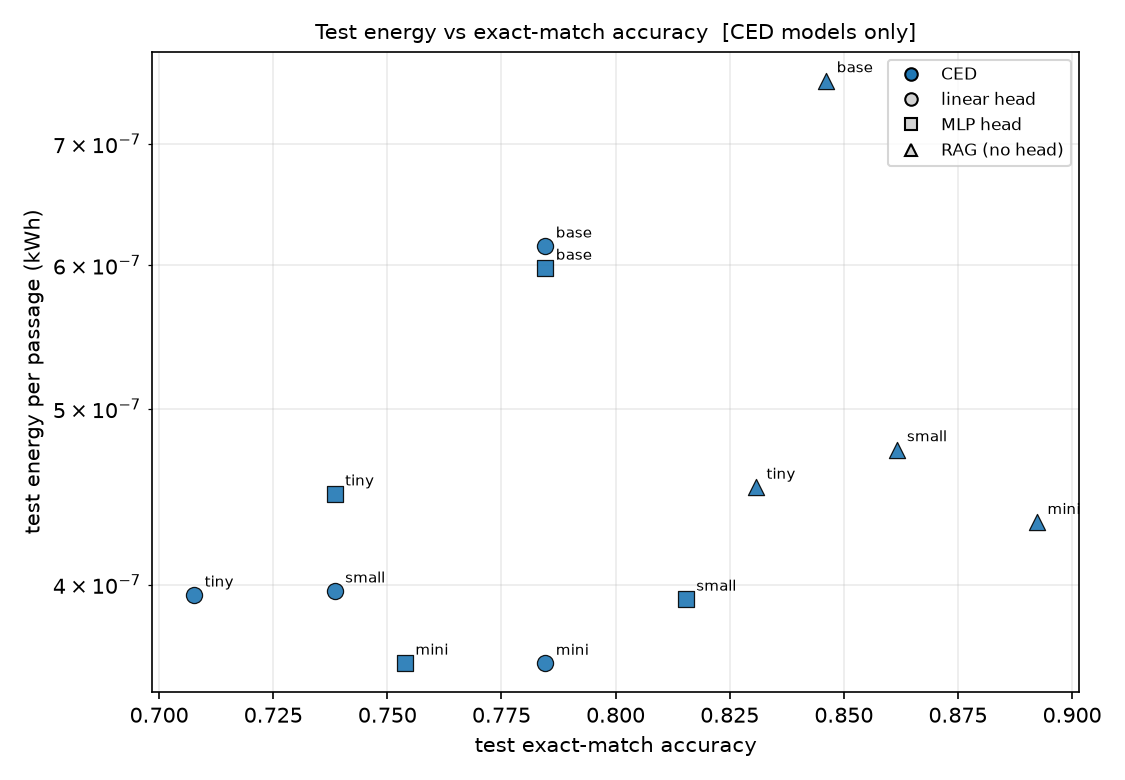 Test energy vs exact-match accuracy  [CED models only]
CED
linear head
MLP head
RAG (no head)
base
base
base
small
tiny
mini
tiny
tiny
small
small
mini
mini
7 × 10⁻⁷
6 × 10⁻⁷
5 × 10⁻⁷
4 × 10⁻⁷
test energy per passage (kWh)
0.700 0.725 0.750 0.775 0.800 0.825 0.850 0.875 0.900
test exact-match accuracy